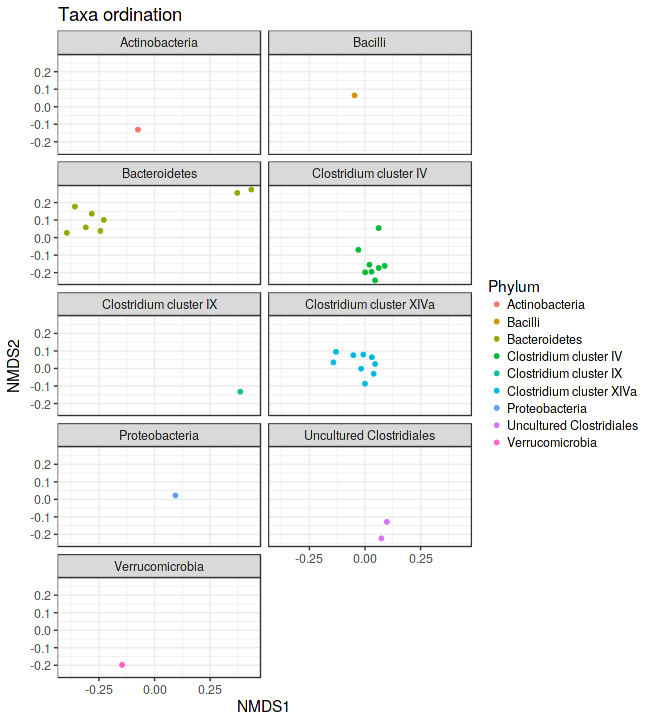 Taxa ordination
Actinobacteria
Bacilli
0.2
0.1
0.0
-0.1
-0.2
Bacteroidetes
Clostridium cluster IV
0.2
0.1
0.0
-0.1
-0.2
Clostridium cluster IX
Clostridium cluster XIVa
0.2
0.1
0.0
-0.1
-0.2
Proteobacteria
Uncultured Clostridiales
0.2
0.1
0.0
-0.1
-0.2
-0.25 0.00 0.25
Verrucomicrobia
0.2
0.1
0.0
-0.1
-0.2
-0.25 0.00 0.25
NMDS1
NMDS2
Phylum
Actinobacteria
Bacilli
Bacteroidetes
Clostridium cluster IV
Clostridium cluster IX
Clostridium cluster XIVa
Proteobacteria
Uncultured Clostridiales
Verrucomicrobia